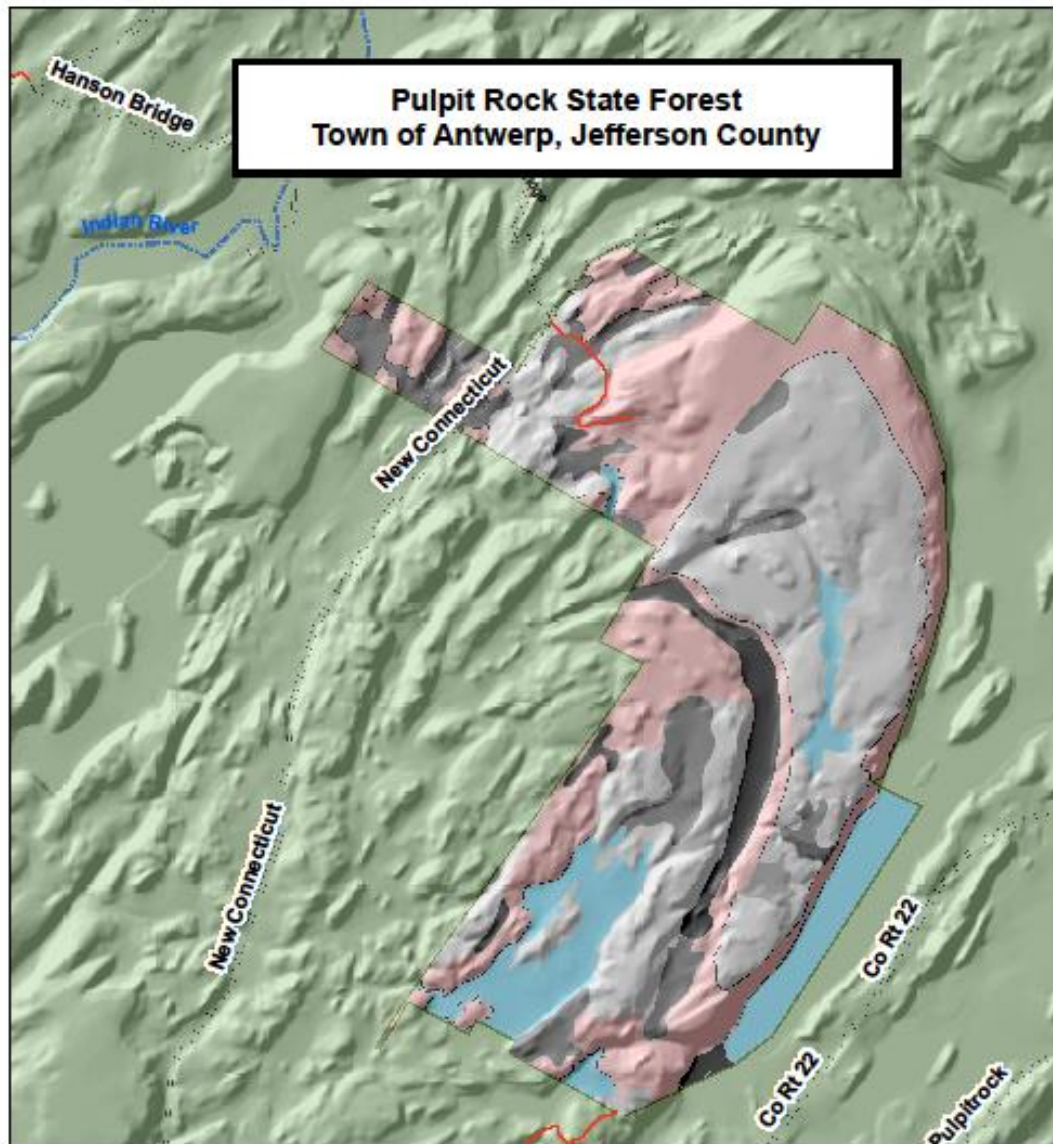 Pulpit Rock State Forest
Town of Antwerp, Jefferson County
Hanson Bridge
Indian River
New Connecticut
New Connecticut
Co Rt 22
Co Rt 22
Pulpitrock